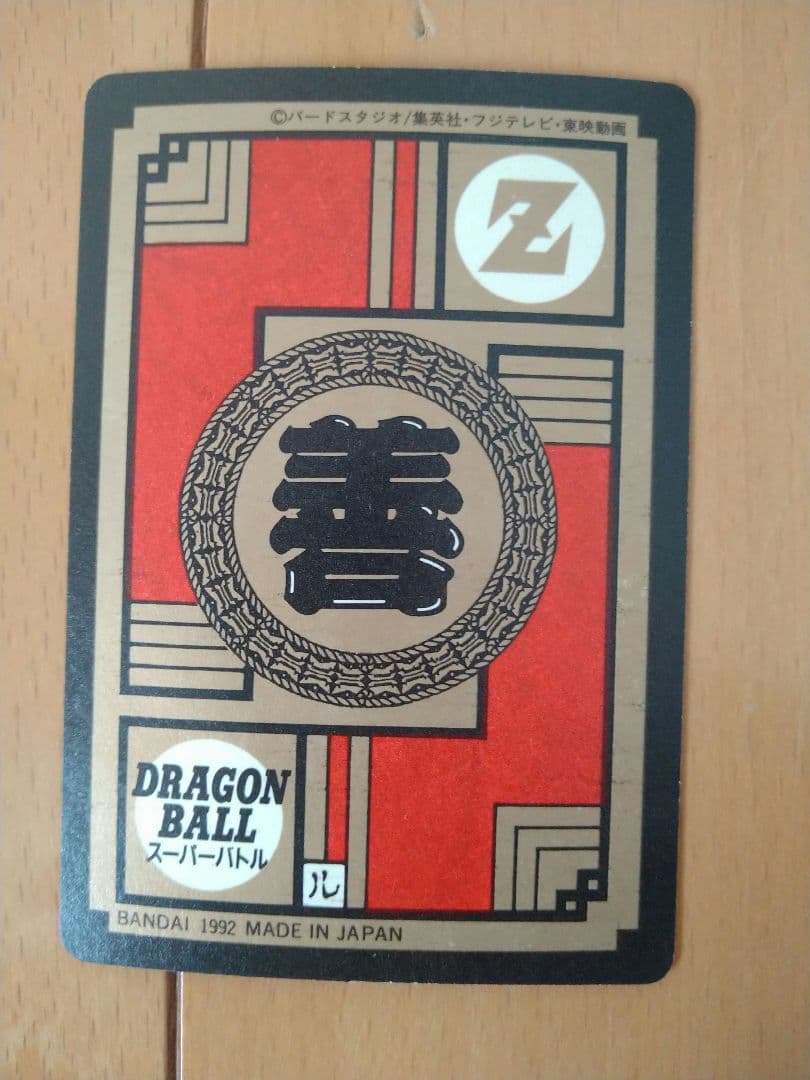 ©バードスタジオ/集英社・フジテレビ・東映動画
Z
善
DRAGON
BALL
スーパーバトル
ル
BANDAI 1992 MADE IN JAPAN